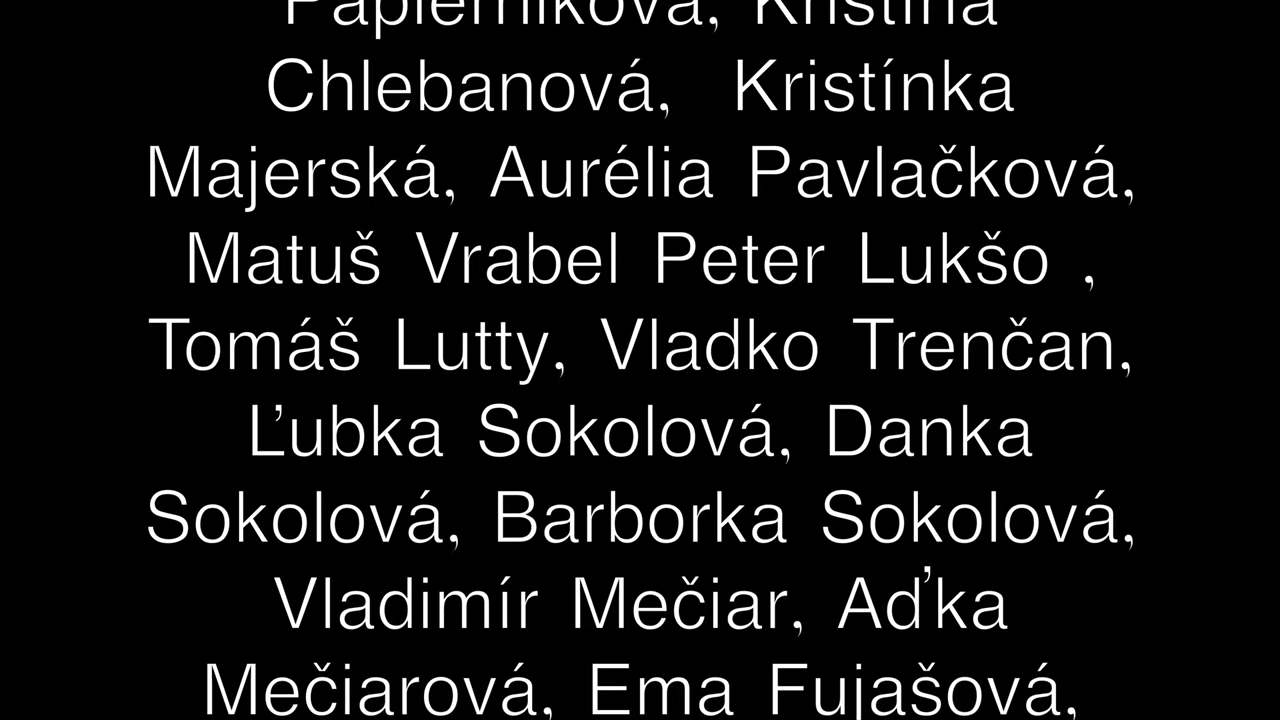 Papierniková, Kristína
Chlebanová, Kristínka
Majerská, Aurélia Pavlačková,
Matuš Vrabel Peter Lukšo ,
Tomáš Lutty, Vladko Trenčan,
Ľubka Sokolová, Danka
Sokolová, Barborka Sokolová,
Vladimír Mečiar, Aďka
Mečiarová, Ema Fujašová,